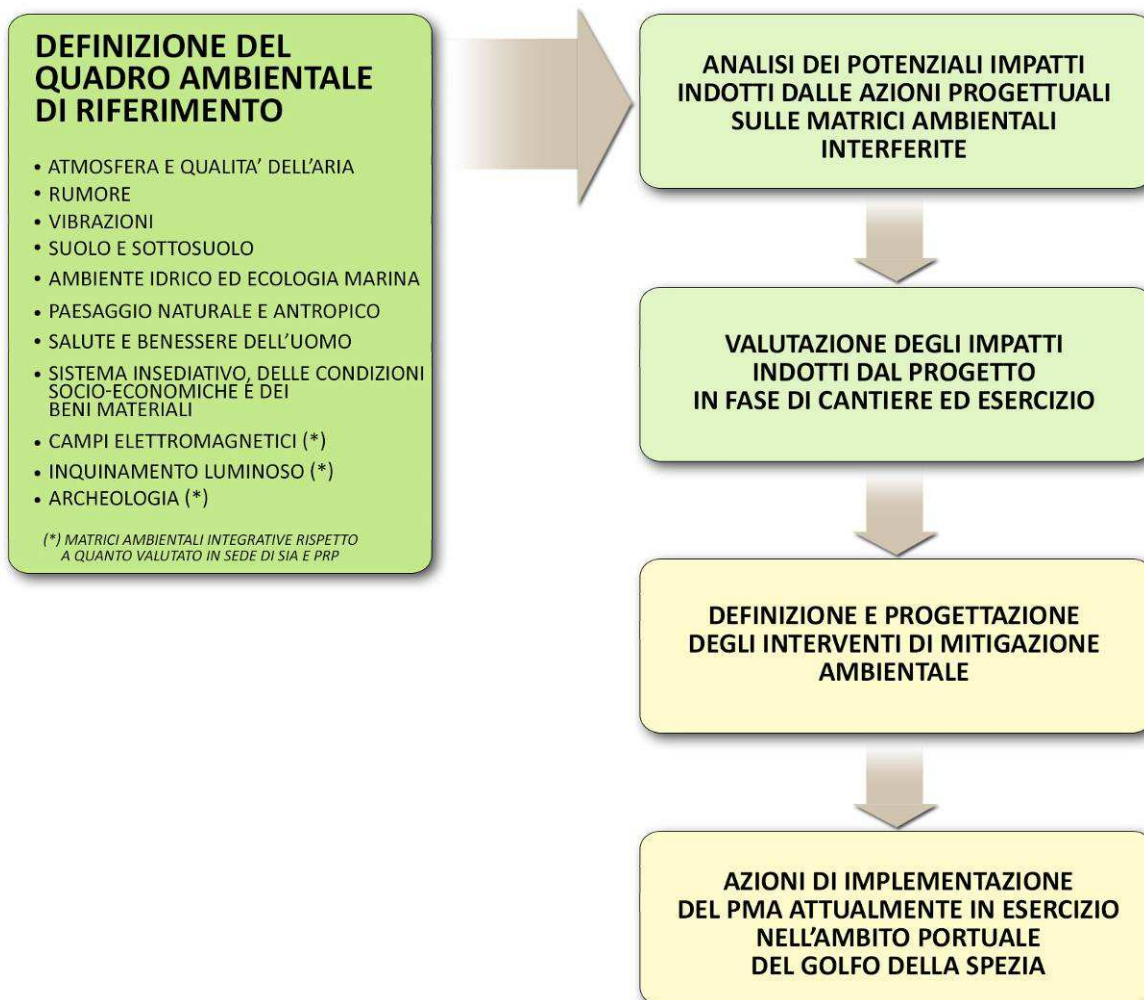 DEFINIZIONE DEL
QUADRO AMBIENTALE
DI RIFERIMENTO
• ATMOSFERA E QUALITA' DELL'ARIA
• RUMORE
• VIBRAZIONI
• SUOLO E SOTTOSUOLO
• AMBIENTE IDRICO ED ECOLOGIA MARINA
• PAESAGGIO NATURALE E ANTROPICO
• SALUTE E BENESSERE DELL'UOMO
• SISTEMA INSEDIATIVO, DELLE CONDIZIONI
SOCIO-ECONOMICHE E DEI
BENI MATERIALI
• CAMPI ELETTROMAGNETICI (*)
• INQUINAMENTO LUMINOSO (*)
• ARCHEOLOGIA (*)
(*) MATRICI AMBIENTALI INTEGRATIVE RISPETTO
A QUANTO VALUTATO IN SEDE DI SIA E PRP
ANALISI DEI POTENZIALI IMPATTI
INDOTTI DALLE AZIONI PROGETTUALI
SULLE MATRICI AMBIENTALI
INTERFERITE
VALUTAZIONE DEGLI IMPATTI
INDOTTI DAL PROGETTO
IN FASE DI CANTIERE ED ESERCIZIO
DEFINIZIONE E PROGETTAZIONE
DEGLI INTERVENTI DI MITIGAZIONE
AMBIENTALE
AZIONI DI IMPLEMENTAZIONE
DEL PMA ATTUALMENTE IN ESERCIZIO
NELL'AMBITO PORTUALE
DEL GOLFO DELLA SPEZIA